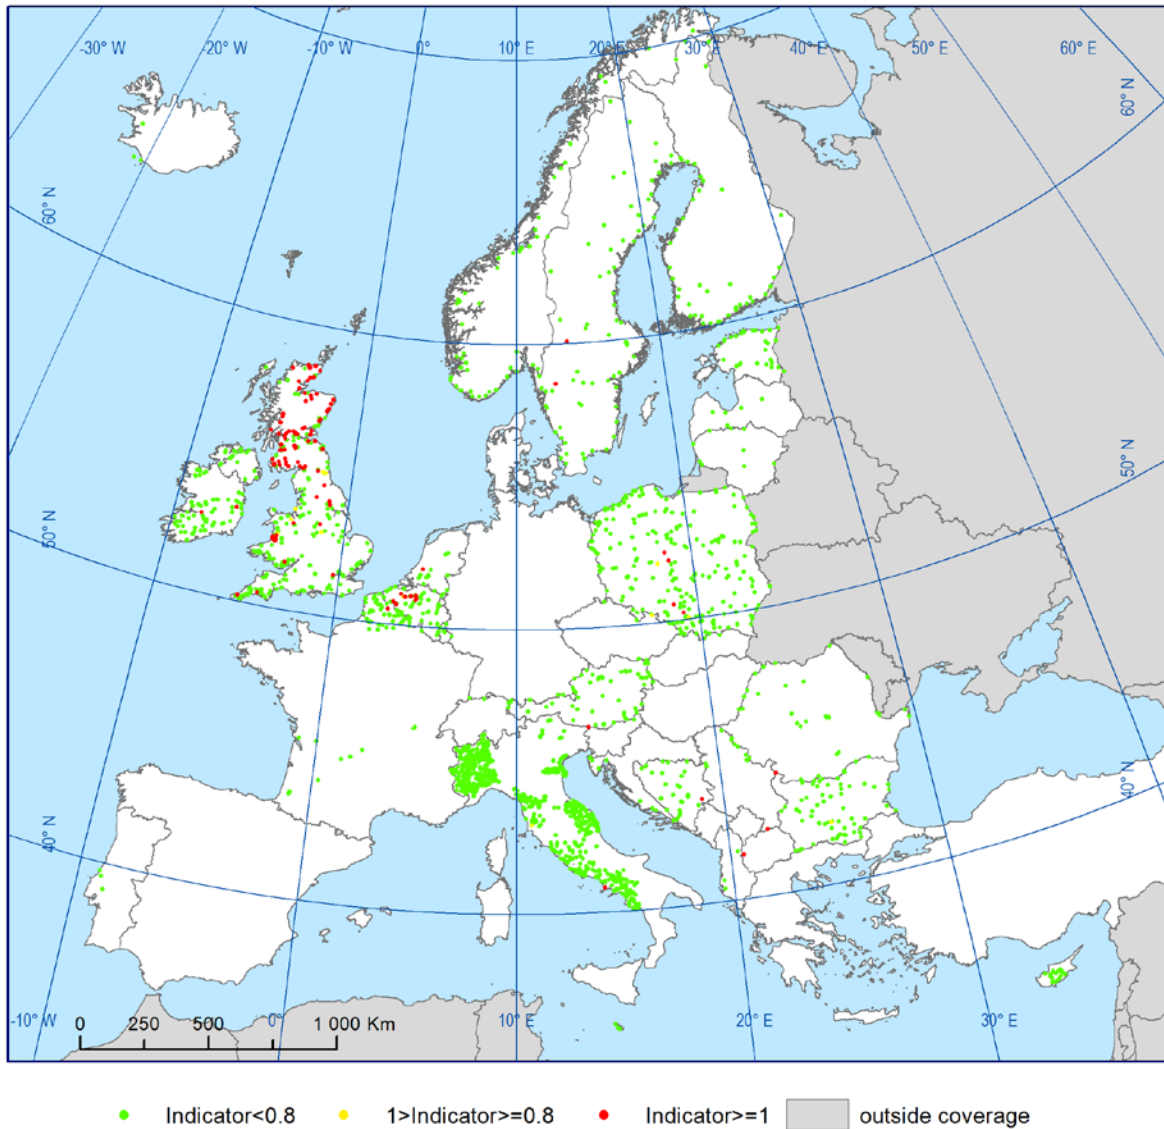 -30° W
-20° W
-10° W
0°
10° E
20° E
30° E
40° E
50° E
60° E
60° N
60° N
50° N
50° N
40° N
40° N
-10° W
0°
10° E
20° E
30° E
0 250 500 1 000 Km
Indicator<0.8 1>Indicator>=0.8 Indicator>=1 outside coverage